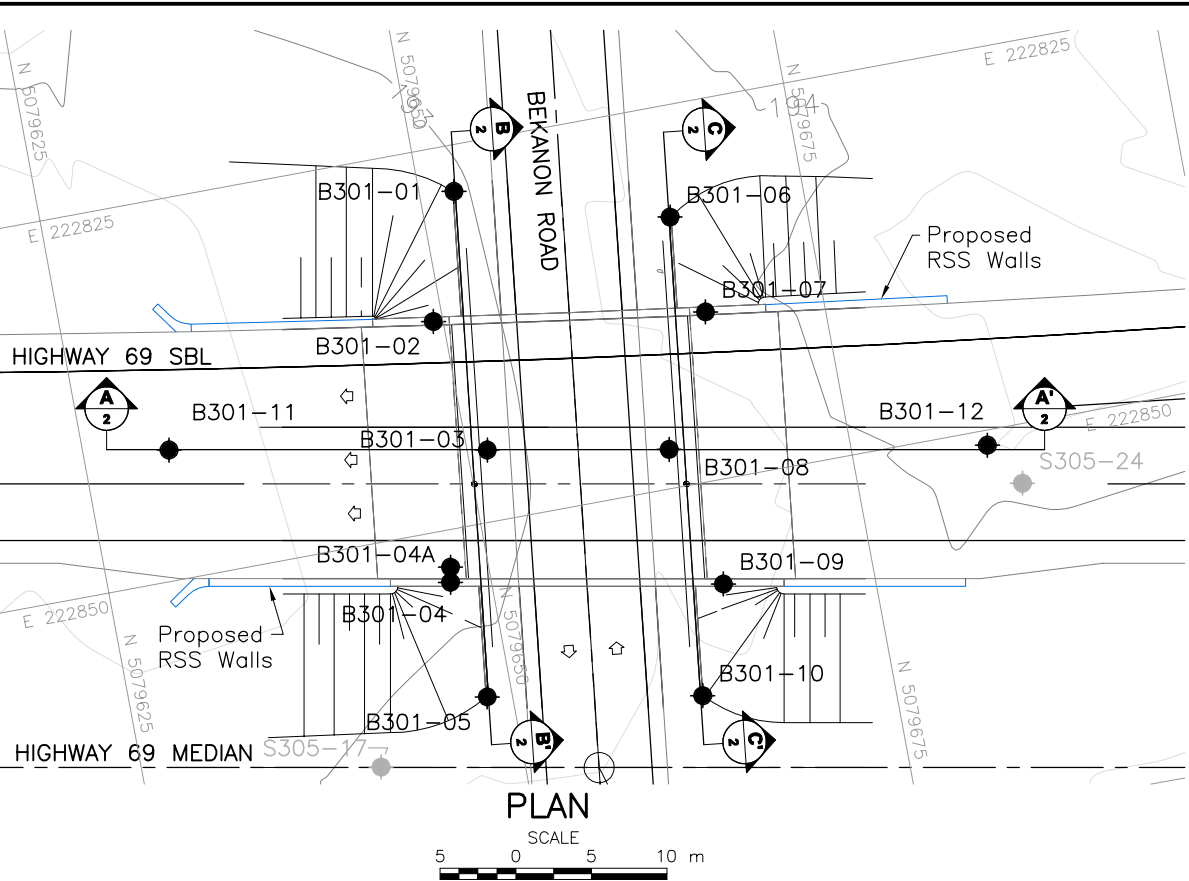 N 5079625
N 5079650
N 5079675
E 222825
194
B
2
C
2
BEKANON ROAD
B301-01
B301-06
E 222825
Proposed
RSS Walls
B301-07
B301-02
HIGHWAY 69 SBL
A
2
A'
2
B301-11
B301-12
E 222850
B301-03
B301-08
S305-24
B301-04A
B301-09
B301-04
E 222850
Proposed
RSS Walls
N 5079625
N 5079650
N 5079675
B301-10
B301-05
B'
2
C'
2
HIGHWAY 69 MEDIAN
S305-17
PLAN
SCALE
5 0 5 10 m